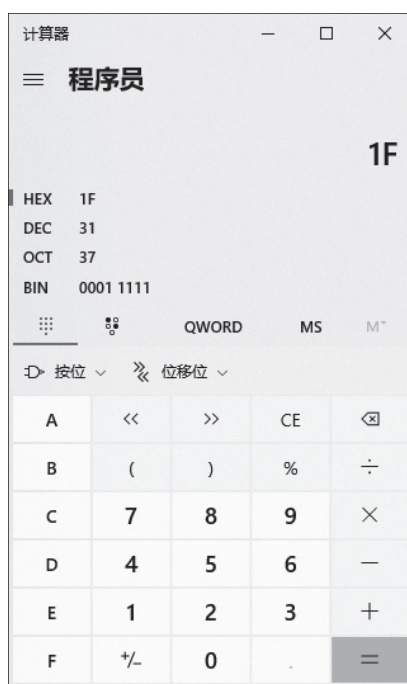 计算器
程序员
1F
HEX 1F
DEC 31
OCT 37
BIN 0001 1111
QWORD MS M
按位 位移位
A << >> CE
B ( ) % ÷
C 7 8 9 ×
D 4 5 6 −
E 1 2 3 +
F +/− 0 . =